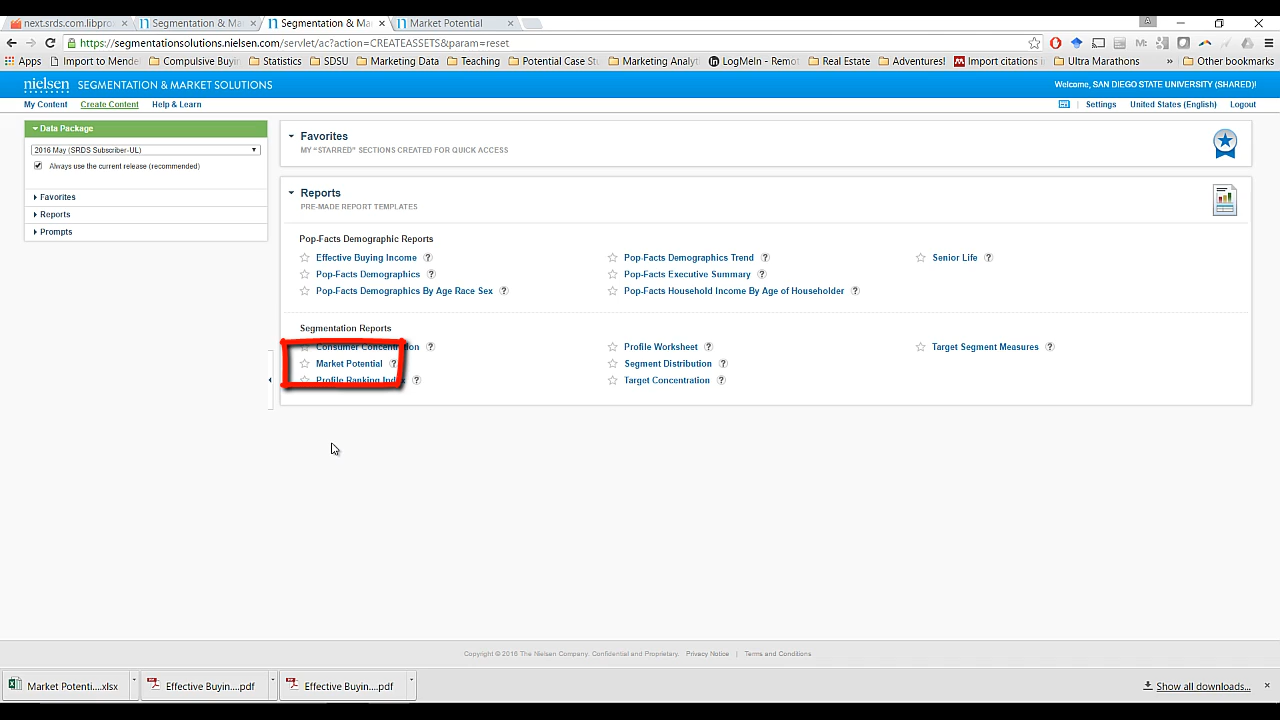 next.srds.com.libpro
Segmentation & Ma
Segmentation & Mar
Market Potential
https://segmentationsolutions.nielsen.com/servlet/ac?action=CREATEASSETS&param=reset
Apps Import to Mende Compulsive Buyin Statistics SDSU Marketing Data Teaching Potential Case Stu Marketing Analyt LogMeIn - Remot Real Estate Adventures! Import citations i Ultra Marathons » Other bookmarks
nielsen SEGMENTATION & MARKET SOLUTIONS
Welcome, SAN DIEGO STATE UNIVERSITY (SHARED)!
My Content Create Content Help & Learn
Settings United States (English) Logout
Data Package
2016 May (SRDS Subscriber-UL)
Always use the current release (recommended)
Favorites
Reports
Prompts
Favorites
MY "STARRED" SECTIONS CREATED FOR QUICK ACCESS
Reports
PRE-MADE REPORT TEMPLATES
Pop-Facts Demographic Reports
Effective Buying Income ? Pop-Facts Demographics Trend ? Senior Life ?
Pop-Facts Demographics ? Pop-Facts Executive Summary ?
Pop-Facts Demographics By Age Race Sex ? Pop-Facts Household Income By Age of Householder ?
Segmentation Reports
Consumer Concentration ? Profile Worksheet ? Target Segment Measures ?
Market Potential ? Segment Distribution ?
Profile Ranking Index ? Target Concentration ?
Copyright © 2016 The Nielsen Company. Confidential and Proprietary. Privacy Notice | Terms and Conditions
Market Potenti....xlsx Effective Buyin....pdf Effective Buyin....pdf Show all downloads...